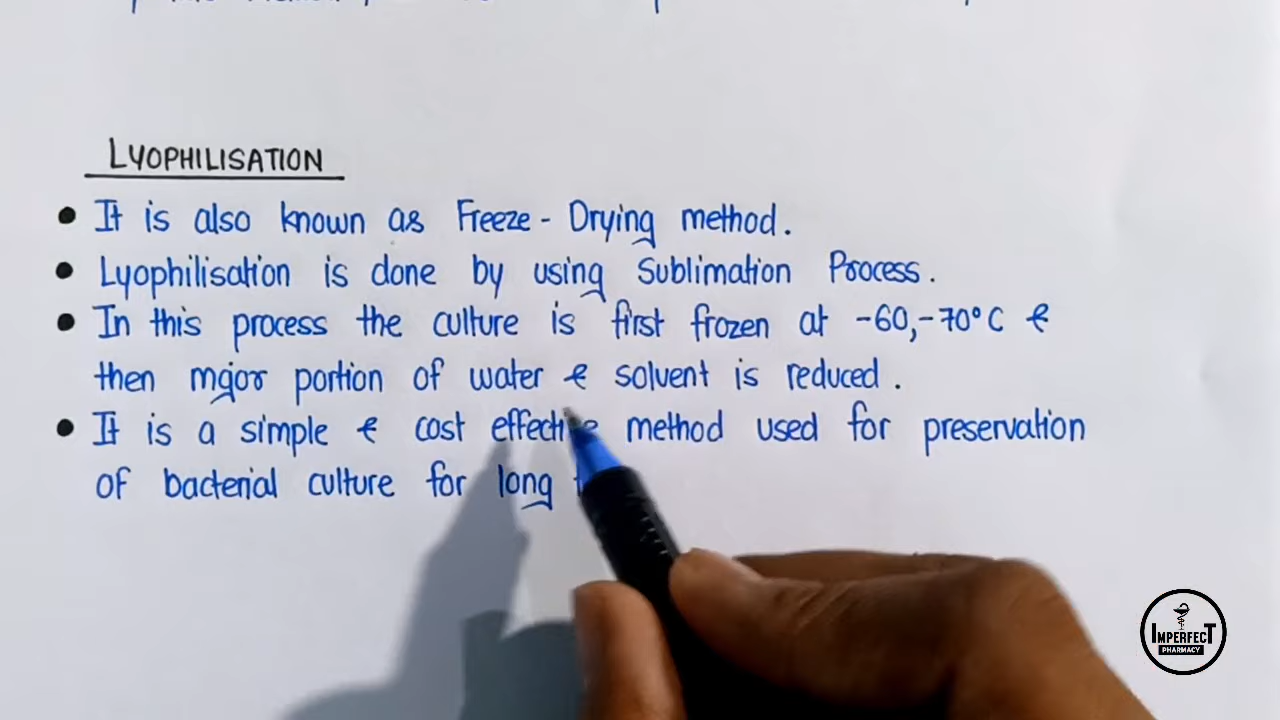 LYOPHILISATION
• It is also known as Freeze - Drying method.
• Lyophilisation is done by using Sublimation Process.
• In this process the culture is first frozen at -60,-70°C &
then major portion of water & solvent is reduced.
• It is a simple & cost effective method used for preservation
of bacterial culture for long
IMPERFECT
PHARMACY